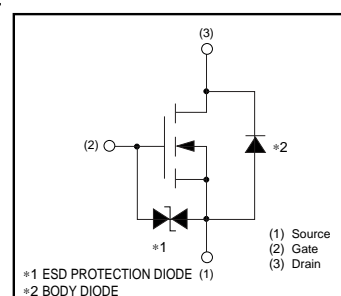 (3)
(2)
*2
*1
(1) Source
(2) Gate
(3) Drain
*1 ESD PROTECTION DIODE (1)
*2 BODY DIODE